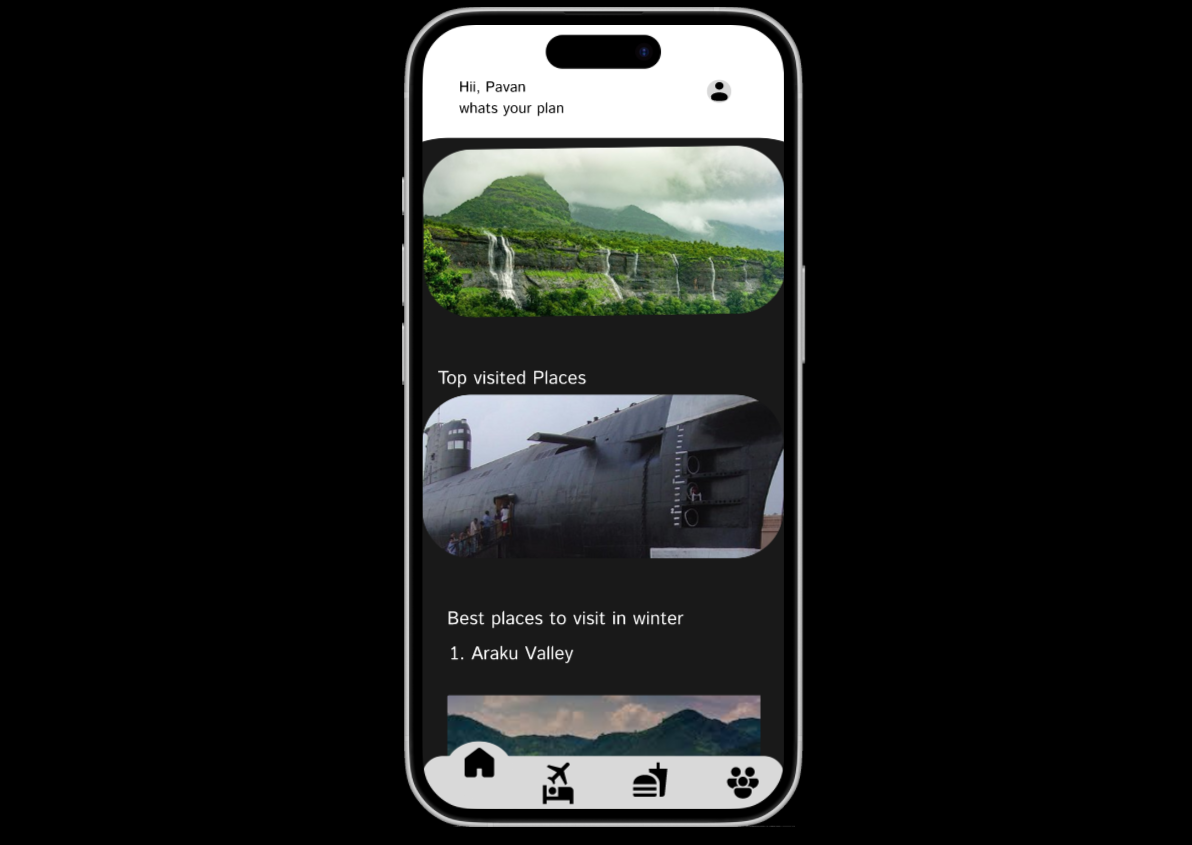 Hii, Pavan
whats your plan
Top visited Places
Best places to visit in winter
1. Araku Valley